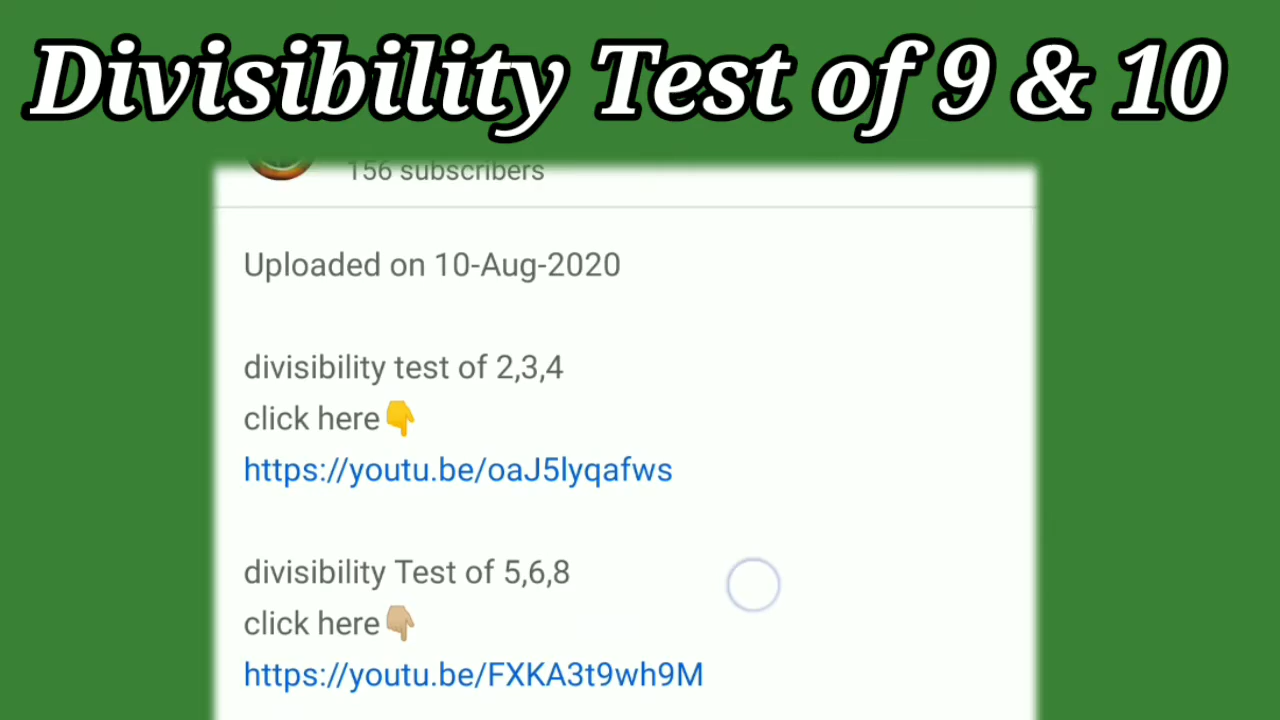 Divisibility Test of 9 & 10
156 subscribers
Uploaded on 10-Aug-2020
divisibility test of 2,3,4
click here👇
https://youtu.be/oaJ5lyqafws
divisibility Test of 5,6,8
click here👇🏼
https://youtu.be/FXKA3t9wh9M